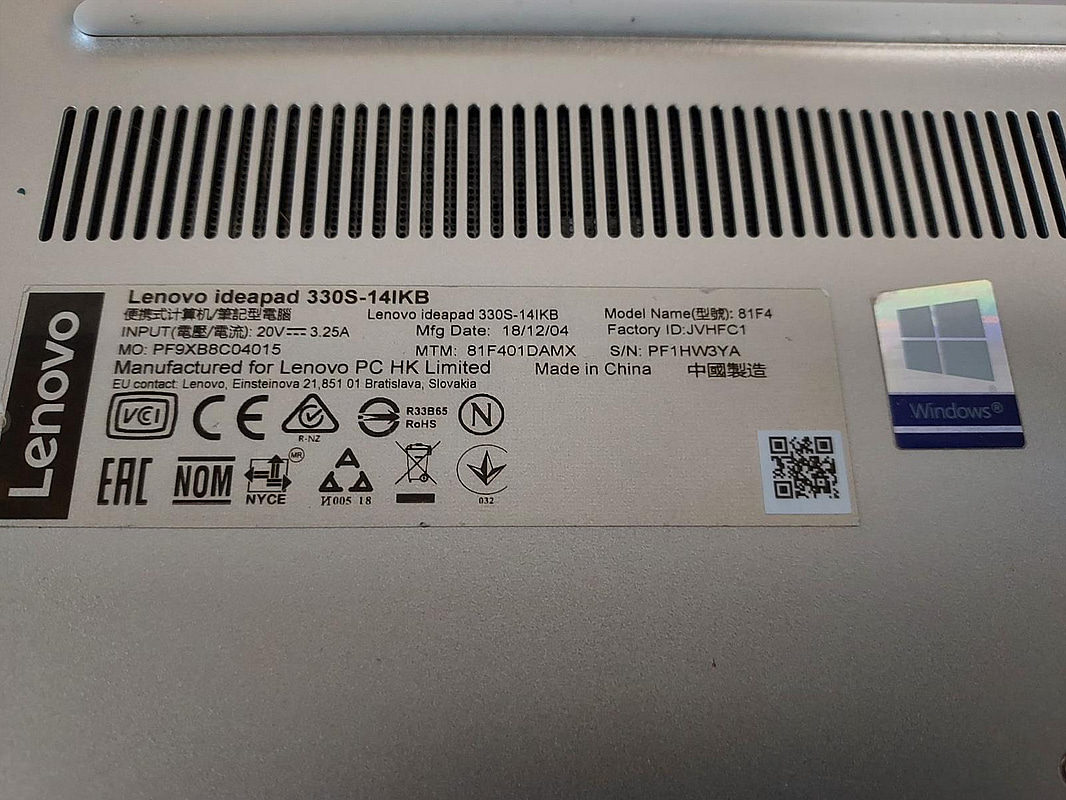 Lenovo
Lenovo ideapad 330S-14IKB
便携式计算机/筆記型電腦 Lenovo ideapad 330S-14IKB Model Name(型號): 81F4
INPUT(電壓/電流): 20V⎓ 3.25A Mfg Date: 18/12/04 Factory ID:JVHFC1
MO: PF9XB8C04015 MTM: 81F401DAMX S/N: PF1HW3YA
Manufactured for Lenovo PC HK Limited Made in China 中國製造
EU contact: Lenovo, Einsteinova 21,851 01 Bratislava, Slovakia
VCI CE R-NZ R33B65 RoHS N
EAC NOM NYCE MR И005 18 032
Windows®